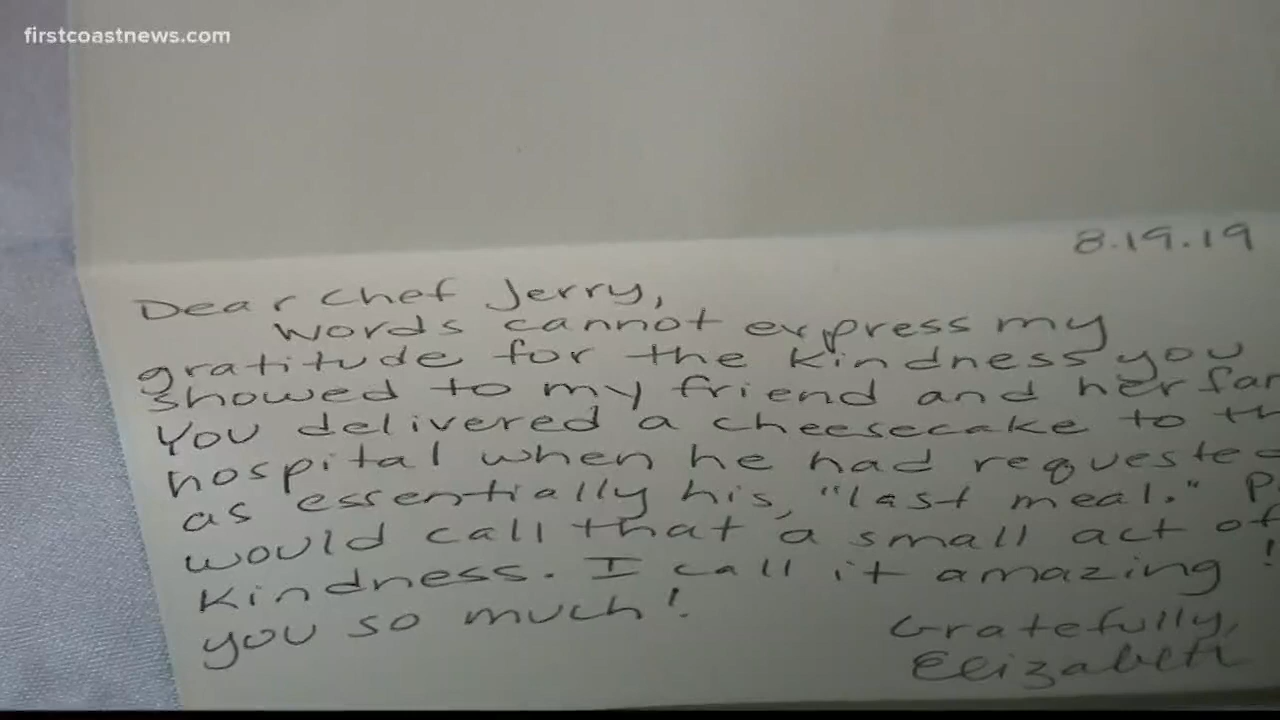 firstcoastnews.com
8.19.19
Dear Chef Jerry,
Words cannot express my
gratitude for the kindness you
showed to my friend and her
You delivered a cheesecake to
hospital when he had requested
as essentially his, "last meal."
would call that a small act of
kindness. I call it amazing!
you so much!
Gratefully,
Elizabeth